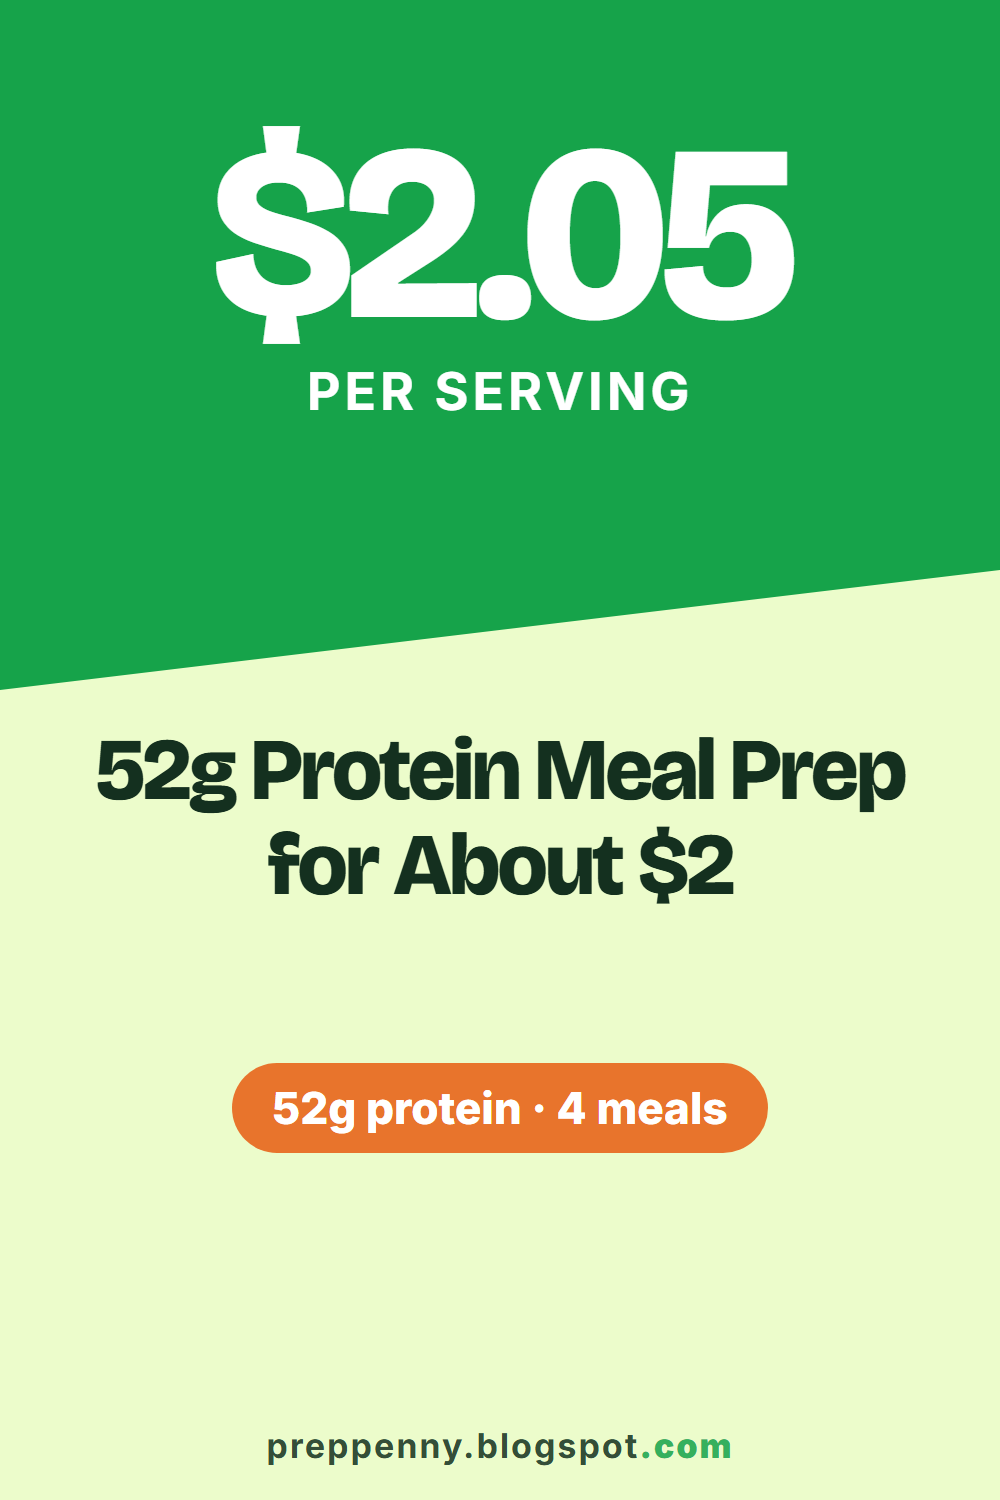 $2.05
PER SERVING
52g Protein Meal Prep
for About $2
52g protein · 4 meals
preppenny.blogspot.com